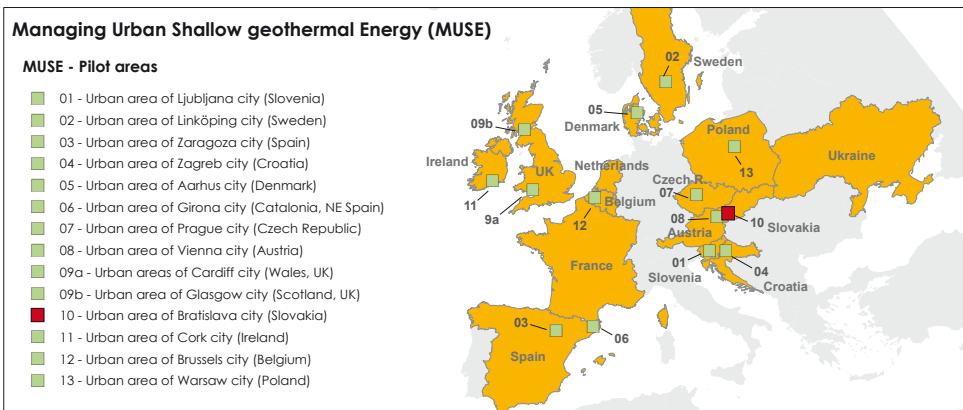 Managing Urban Shallow geothermal Energy (MUSE)
MUSE - Pilot areas
01 - Urban area of Ljubljana city (Slovenia)
02 - Urban area of Linköping city (Sweden)
03 - Urban area of Zaragoza city (Spain)
04 - Urban area of Zagreb city (Croatia)
05 - Urban area of Aarhus city (Denmark)
06 - Urban area of Girona city (Catalonia, NE Spain)
07 - Urban area of Prague city (Czech Republic)
08 - Urban area of Vienna city (Austria)
09a - Urban areas of Cardiff city (Wales, UK)
09b - Urban area of Glasgow city (Scotland, UK)
10 - Urban area of Bratislava city (Slovakia)
11 - Urban area of Cork city (Ireland)
12 - Urban area of Brussels city (Belgium)
13 - Urban area of Warsaw city (Poland)
02
Sweden
05
Denmark
09b
Poland
Ireland
Netherlands
Ukraine
UK
Czech R.
13
07
11
9a
Belgium
12
08
10
Slovakia
Austria
01
04
France
Slovenia
Croatia
03
06
Spain